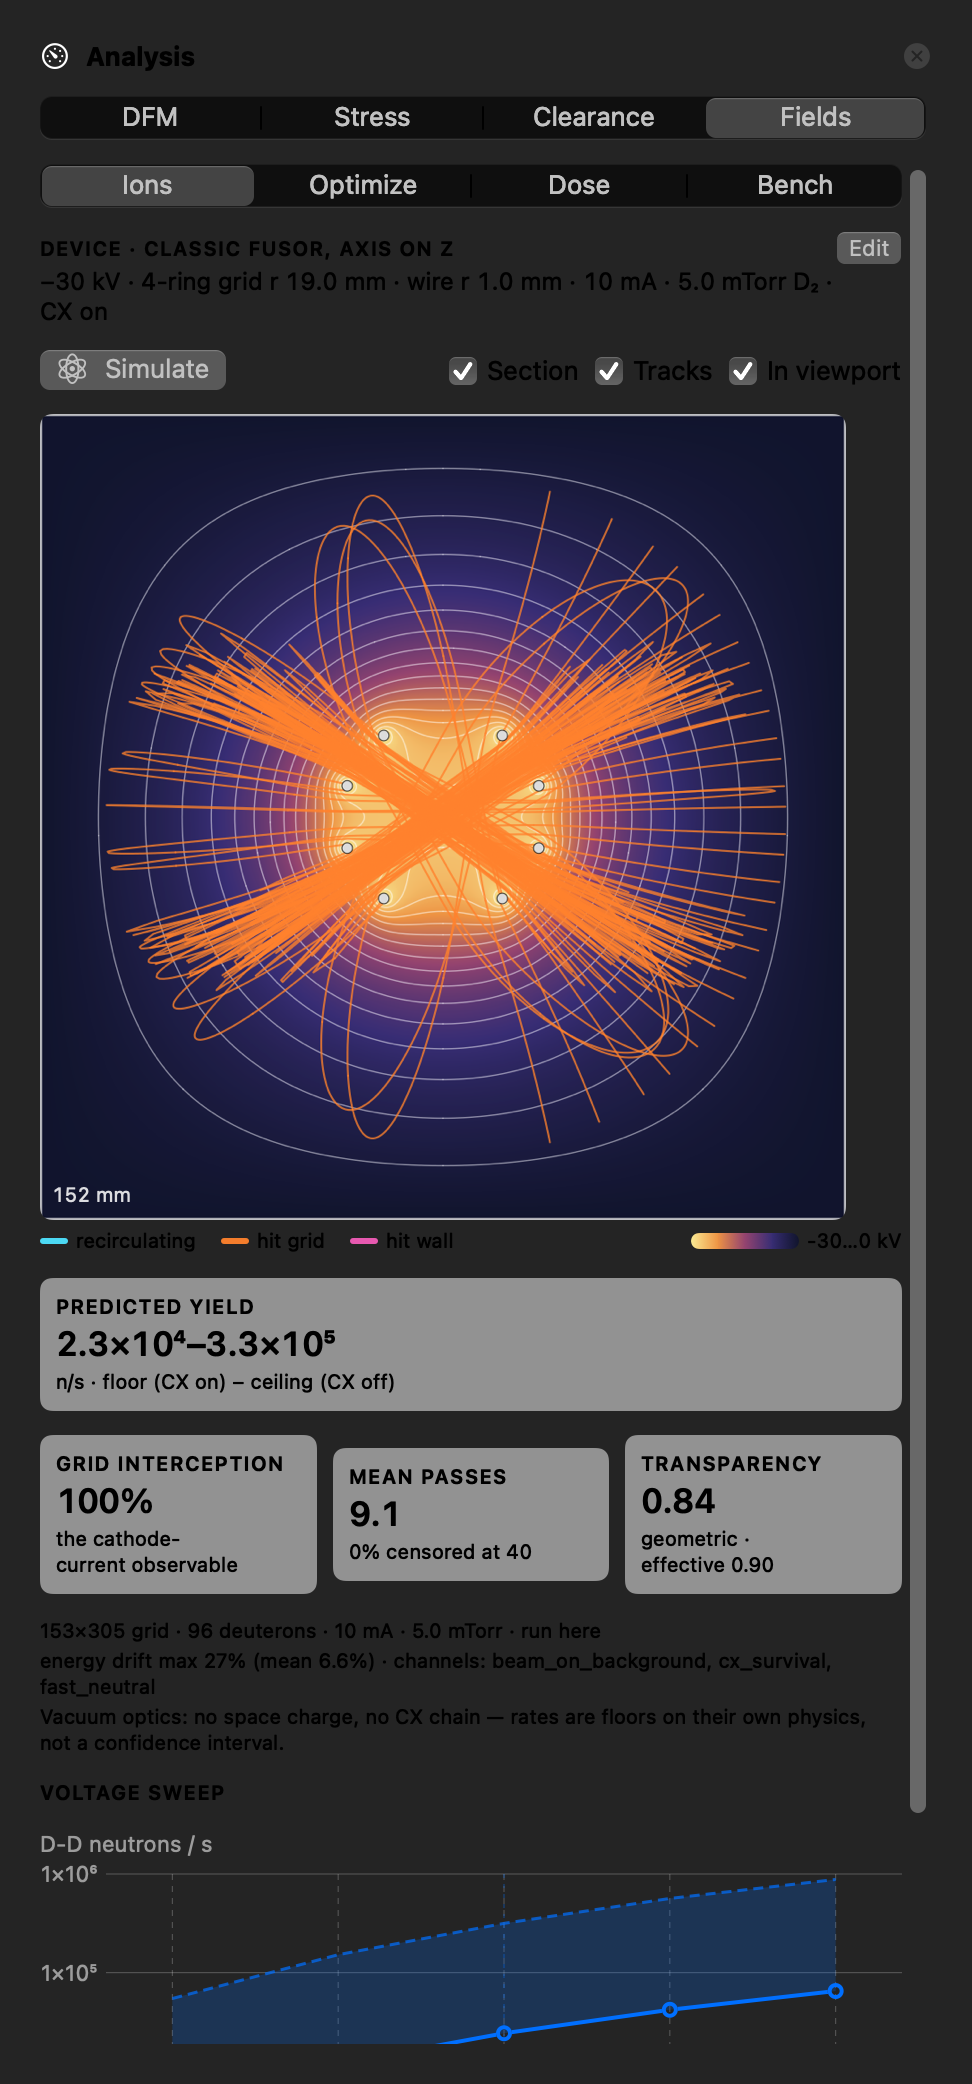 Analysis
DFM
Stress
Clearance
Fields
Ions
Optimize
Dose
Bench
DEVICE · CLASSIC FUSOR, AXIS ON Z
Edit
−30 kV · 4-ring grid r 19.0 mm · wire r 1.0 mm · 10 mA · 5.0 mTorr D₂ ·
CX on
Simulate
Section
Tracks
In viewport
152 mm
recirculating
hit grid
hit wall
-30...0 kV
PREDICTED YIELD
2.3×10⁴–3.3×10⁵
n/s · floor (CX on) – ceiling (CX off)
GRID INTERCEPTION
100%
the cathode-
current observable
MEAN PASSES
9.1
0% censored at 40
TRANSPARENCY
0.84
geometric ·
effective 0.90
153×305 grid · 96 deuterons · 10 mA · 5.0 mTorr · run here
energy drift max 27% (mean 6.6%) · channels: beam_on_background, cx_survival,
fast_neutral
Vacuum optics: no space charge, no CX chain — rates are floors on their own physics,
not a confidence interval.
VOLTAGE SWEEP
D-D neutrons / s
1×10⁶
1×10⁵